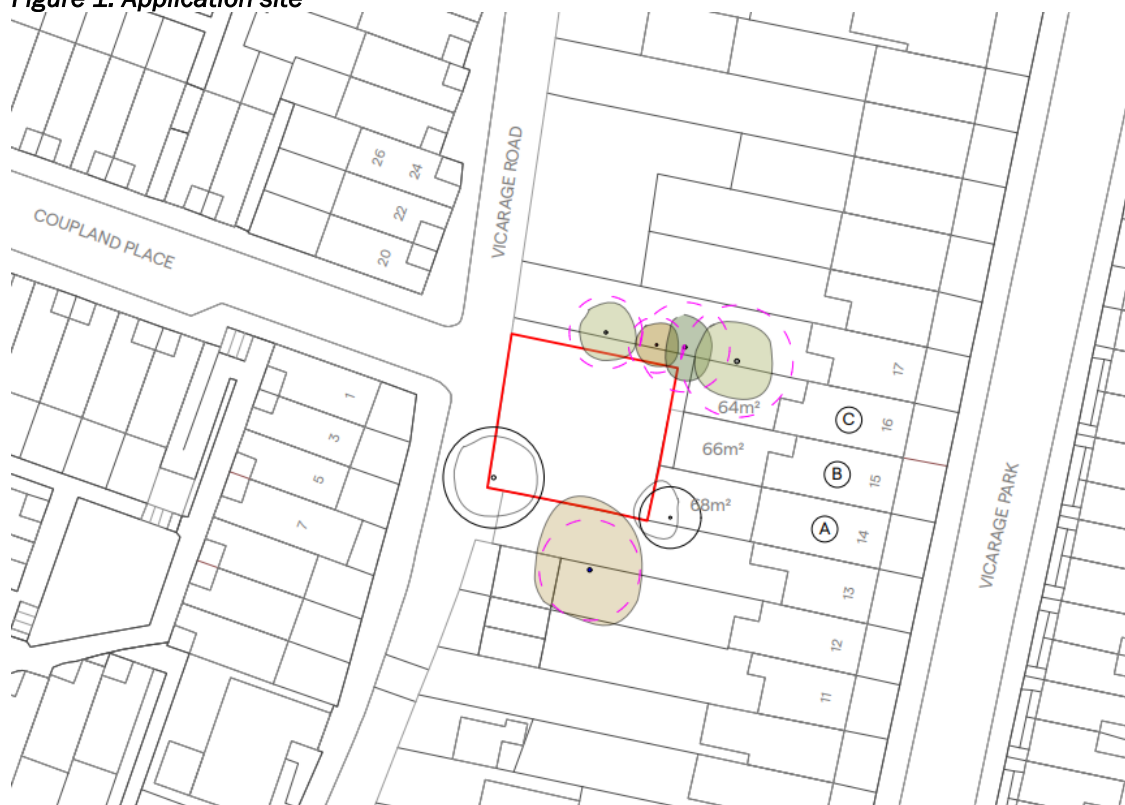 Figure 1. Application site
VICARAGE ROAD
COUPLAND PLACE
26
24
22
20
1
3
5
7
64m²
66m²
68m²
C
B
A
17
16
15
14
13
12
11
VICARAGE PARK